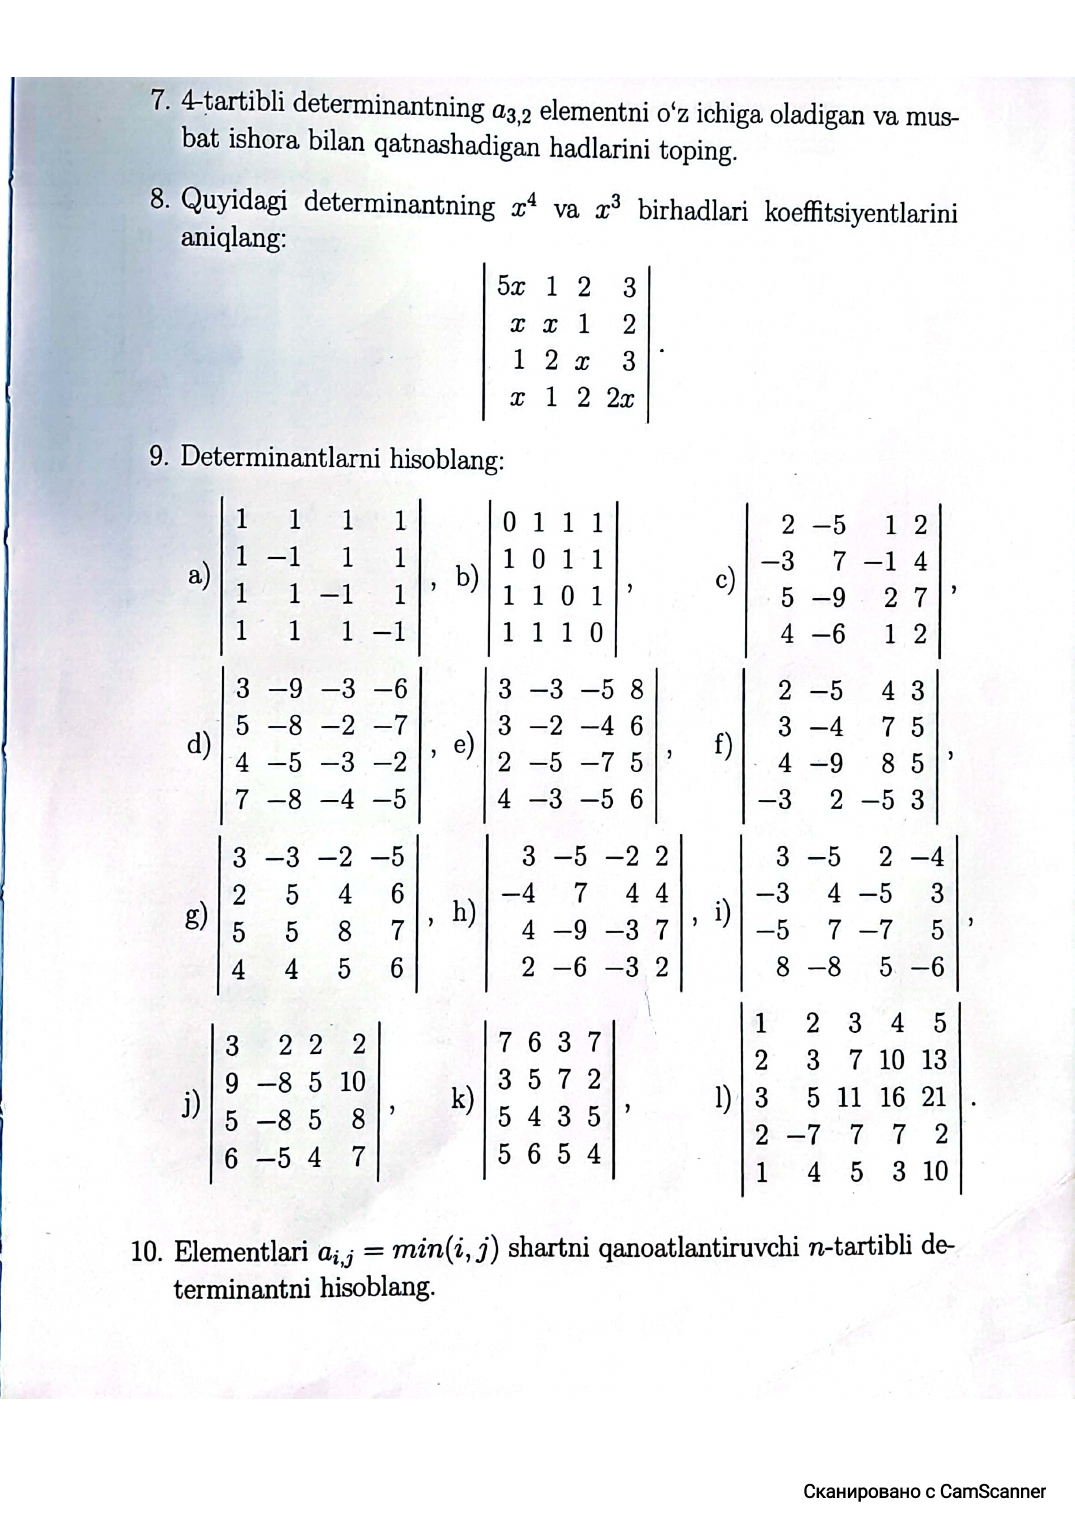 7. 4-tartibli determinantning a3,2 elementni o‘z ichiga oladigan va mus-
bat ishora bilan qatnashadigan hadlarini toping.
8. Quyidagi determinantning x⁴ va x³ birhadlari koeffitsiyentlarini
aniqlang:
| 5x 1 2 3 |
| x x 1 2 |
| 1 2 x 3 | .
| x 1 2 2x |
9. Determinantlarni hisoblang:
a) | 1 1 1 1 |
| 1 −1 1 1 |
| 1 1 −1 1 | ,
| 1 1 1 −1 |
b) | 0 1 1 1 |
| 1 0 1 1 |
| 1 1 0 1 | ,
| 1 1 1 0 |
c) | 2 −5 1 2 |
| −3 7 −1 4 |
| 5 −9 2 7 | ,
| 4 −6 1 2 |
d) | 3 −9 −3 −6 |
| 5 −8 −2 −7 |
| 4 −5 −3 −2 | ,
| 7 −8 −4 −5 |
e) | 3 −3 −5 8 |
| 3 −2 −4 6 |
| 2 −5 −7 5 | ,
| 4 −3 −5 6 |
f) | 2 −5 4 3 |
| 3 −4 7 5 |
| 4 −9 8 5 | ,
| −3 2 −5 3 |
g) | 3 −3 −2 −5 |
| 2 5 4 6 |
| 5 5 8 7 | ,
| 4 4 5 6 |
h) | 3 −5 −2 2 |
| −4 7 4 4 |
| 4 −9 −3 7 | ,
| 2 −6 −3 2 |
i) | 3 −5 2 −4 |
| −3 4 −5 3 |
| −5 7 −7 5 | ,
| 8 −8 5 −6 |
j) | 3 2 2 2 |
| 9 −8 5 10 |
| 5 −8 5 8 | ,
| 6 −5 4 7 |
k) | 7 6 3 7 |
| 3 5 7 2 |
| 5 4 3 5 | ,
| 5 6 5 4 |
l) | 1 2 3 4 5 |
| 2 3 7 10 13 |
| 3 5 11 16 21 | .
| 2 −7 7 7 2 |
| 1 4 5 3 10 |
10. Elementlari ai,j = min(i, j) shartni qanoatlantiruvchi n-tartibli de-
terminantni hisoblang.
Сканировано с CamScanner